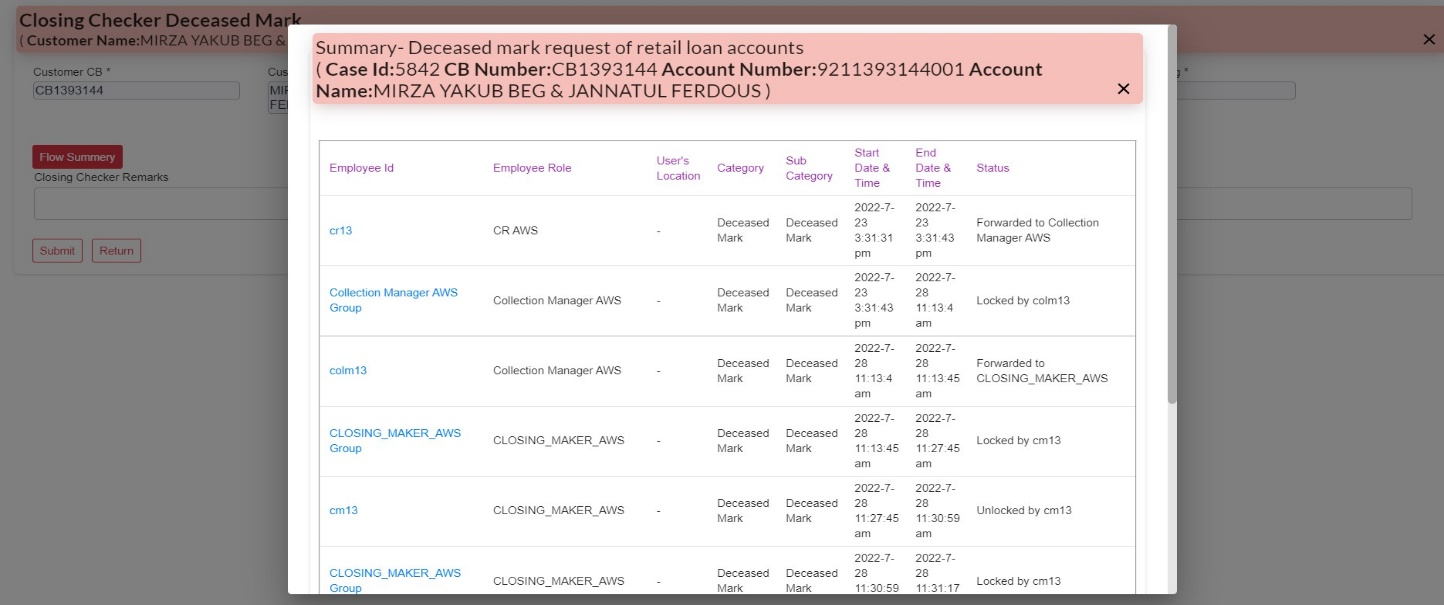 Closing Checker Deceased Mark
( Customer Name:MIRZA YAKUB BEG &
Customer CB *
CB1393144
Flow Summery
Closing Checker Remarks
Submit Return
Summary- Deceased mark request of retail loan accounts
( Case Id:5842 CB Number:CB1393144 Account Number:9211393144001 Account
Name:MIRZA YAKUB BEG & JANNATUL FERDOUS )
Employee Id Employee Role User's Location Category Sub Category Start Date & Time End Date & Time Status
cr13 CR AWS - Deceased Mark Deceased Mark 2022-7-23 3:31:31 pm 2022-7-23 3:31:43 pm Forwarded to Collection Manager AWS
Collection Manager AWS Group Collection Manager AWS - Deceased Mark Deceased Mark 2022-7-23 3:31:43 pm 2022-7-28 11:13:4 am Locked by colm13
colm13 Collection Manager AWS - Deceased Mark Deceased Mark 2022-7-28 11:13:4 am 2022-7-28 11:13:45 am Forwarded to CLOSING_MAKER_AWS
CLOSING_MAKER_AWS Group CLOSING_MAKER_AWS - Deceased Mark Deceased Mark 2022-7-28 11:13:45 am 2022-7-28 11:27:45 am Locked by cm13
cm13 CLOSING_MAKER_AWS - Deceased Mark Deceased Mark 2022-7-28 11:27:45 am 2022-7-28 11:30:59 am Unlocked by cm13
CLOSING_MAKER_AWS Group CLOSING_MAKER_AWS - Deceased Mark Deceased Mark 2022-7-28 11:30:59 2022-7-28 11:31:17 Locked by cm13